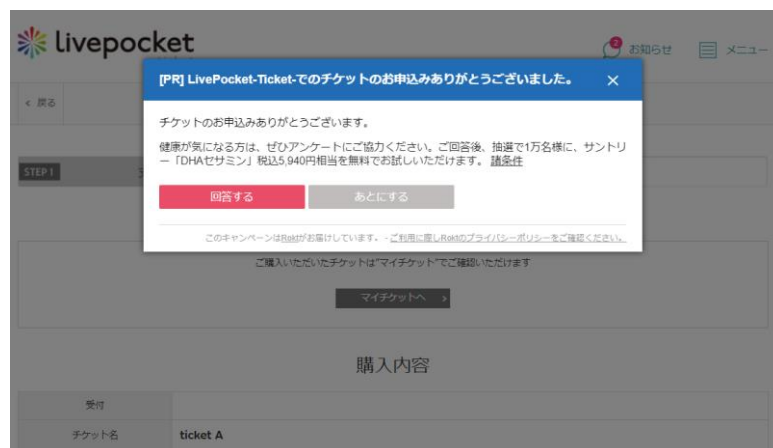 livepocket
2
お知らせ
メニュー
[PR] LivePocket-Ticket-でのチケットのお申込みありがとうございました。
×
< 戻る
チケットのお申込みありがとうございます。
健康が気になる方は、ぜひアンケートにご協力ください。ご回答後、抽選で1万名様に、サントリ
ー「DHAセサミン」税込5,940円相当を無料でお試しいただけます。 諸条件
STEP 1
回答する
あとにする
このキャンペーンはRoktがお届けしています。 - ご利用に際しRoktのプライバシーポリシーをご確認ください。
ご購入いただいたチケットは"マイチケット"でご確認いただけます
マイチケットへ >
購入内容
受付
チケット名
ticket A